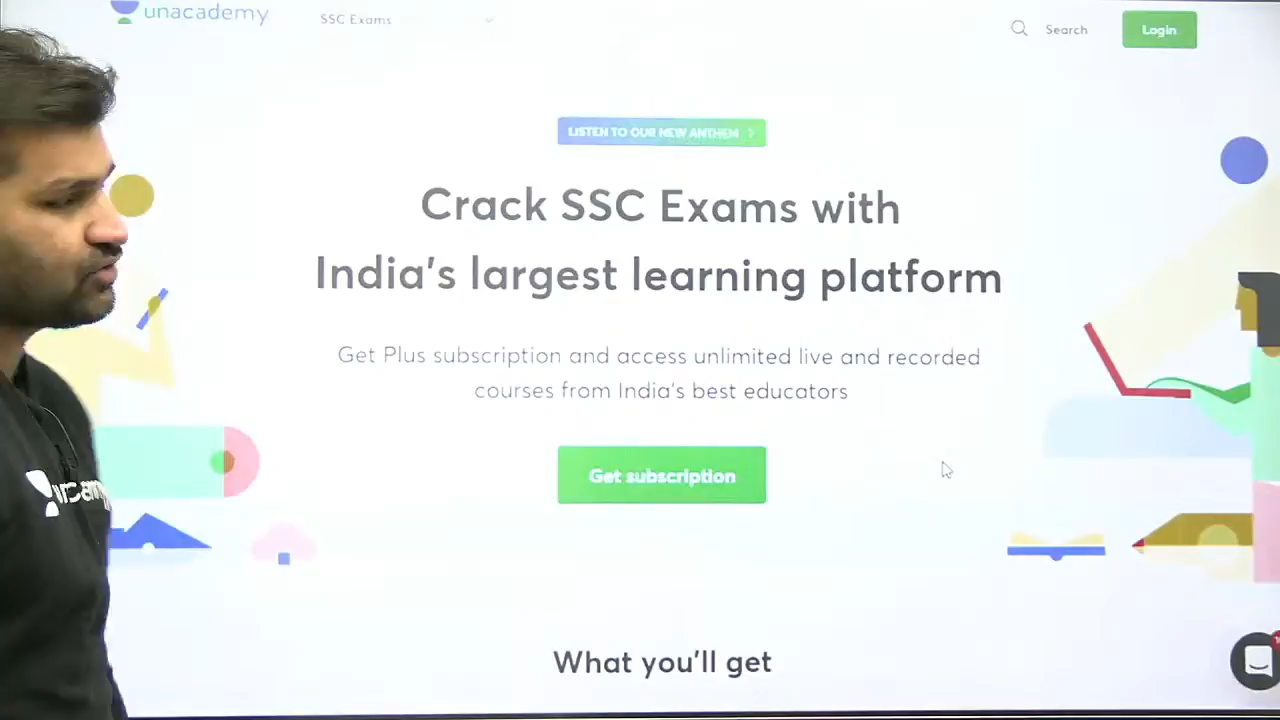 unacademy
SSC Exams
Search
Login
LISTEN TO OUR NEW ANTHEM
Crack SSC Exams with
India's largest learning platform
Get Plus subscription and access unlimited live and recorded
courses from India's best educators
Get subscription
What you'll get